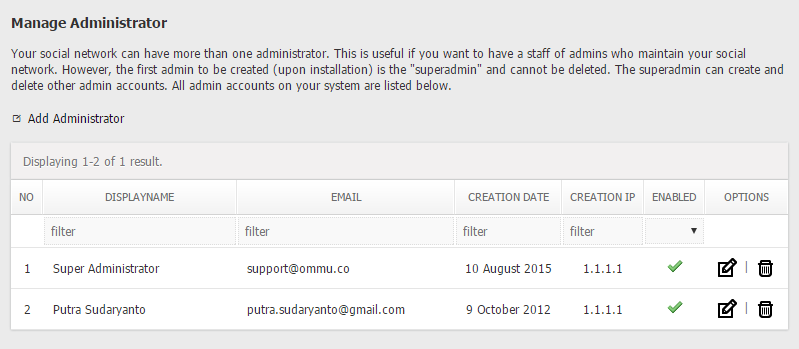 Manage Administrator
Your social network can have more than one administrator. This is useful if you want to have a staff of admins who maintain your social
network. However, the first admin to be created (upon installation) is the "superadmin" and cannot be deleted. The superadmin can create and
delete other admin accounts. All admin accounts on your system are listed below.
Add Administrator
Displaying 1-2 of 1 result.
NO DISPLAYNAME EMAIL CREATION DATE CREATION IP ENABLED OPTIONS
filter filter filter filter
1 Super Administrator support@ommu.co 10 August 2015 1.1.1.1 |
2 Putra Sudaryanto putra.sudaryanto@gmail.com 9 October 2012 1.1.1.1 |